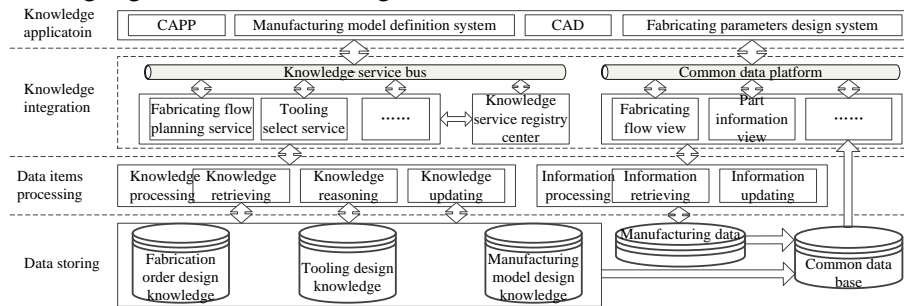 Knowledge
applicatoin
CAPP
Manufacturing model definition system
CAD
Fabricating parameters design system
Knowledge
integration
Knowledge service bus
Common data platform
Fabricating flow
planning service
Tooling
select service
......
Knowledge
service registry
center
Fabricating
flow view
Part
information
view
......
Data items
processing
Knowledge
processing
Knowledge
retrieving
Knowledge
reasoning
Knowledge
updating
Information
processing
Information
retrieving
Information
updating
Data storing
Fabrication
order design
knowledge
Tooling design
knowledge
Manufacturing
model design
knowledge
Manufacturing data
Common data
base